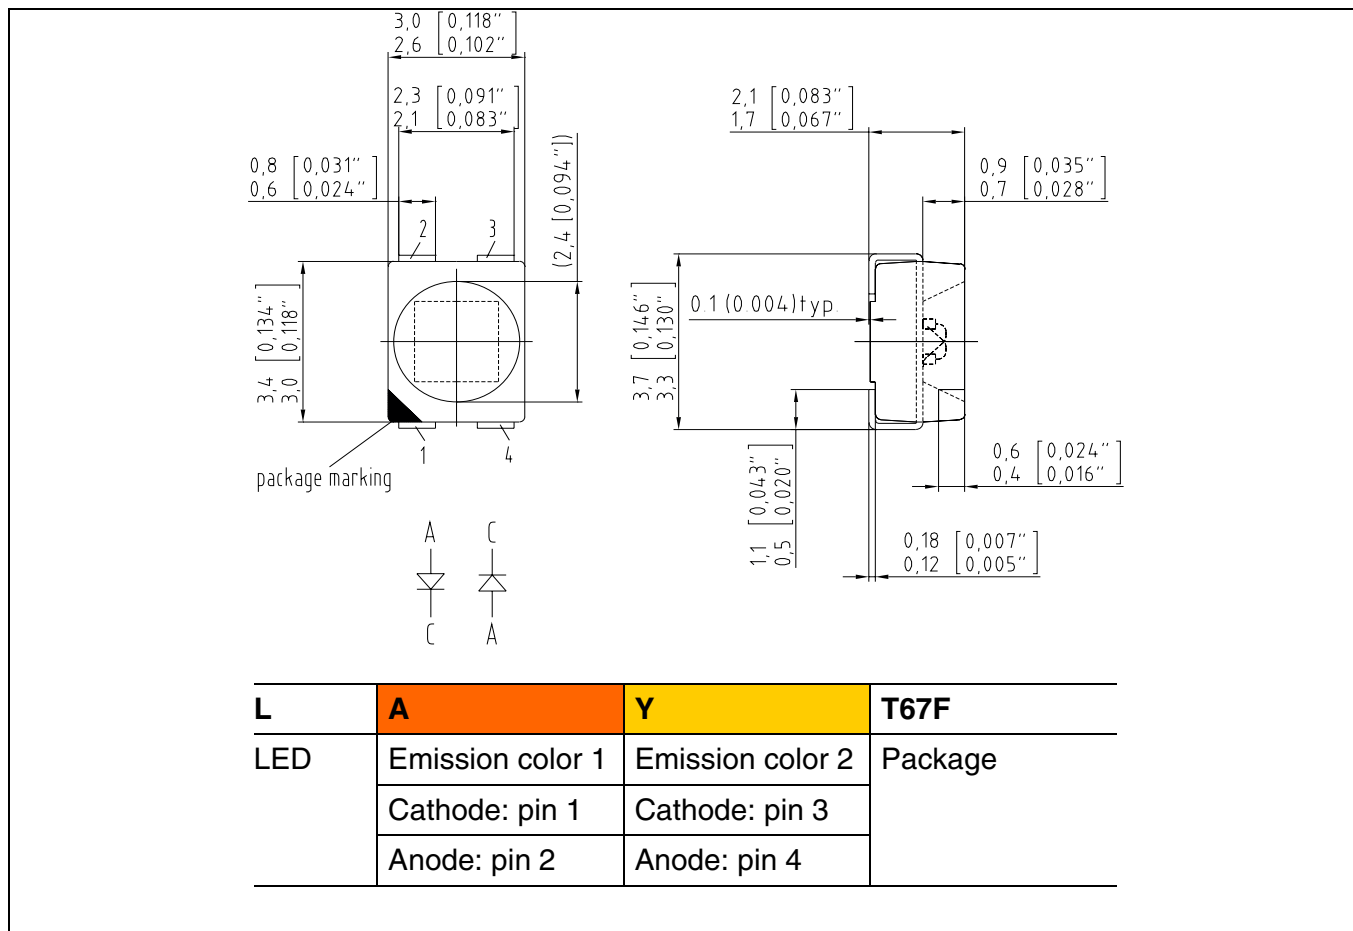 3,0 [0,118"]
2,6 [0,102"]
2,3 [0,091"]
2,1 [0,083"]
0,8 [0,031"]
0,6 [0,024"]
(2,4 [0,094"])
2
3
3,4 [0,134"]
3,0 [0,118"]
1
4
package marking
A
C
C
A
2,1 [0,083"]
1,7 [0,067"]
0,9 [0,035"]
0,7 [0,028"]
0.1 (0.004) typ.
3,7 [0,146"]
3,3 [0,130"]
1,1 [0,043"]
0,5 [0,020"]
0,6 [0,024"]
0,4 [0,016"]
0,18 [0,007"]
0,12 [0,005"]
L A Y T67F
LED Emission color 1 Emission color 2 Package
Cathode: pin 1 Cathode: pin 3
Anode: pin 2 Anode: pin 4